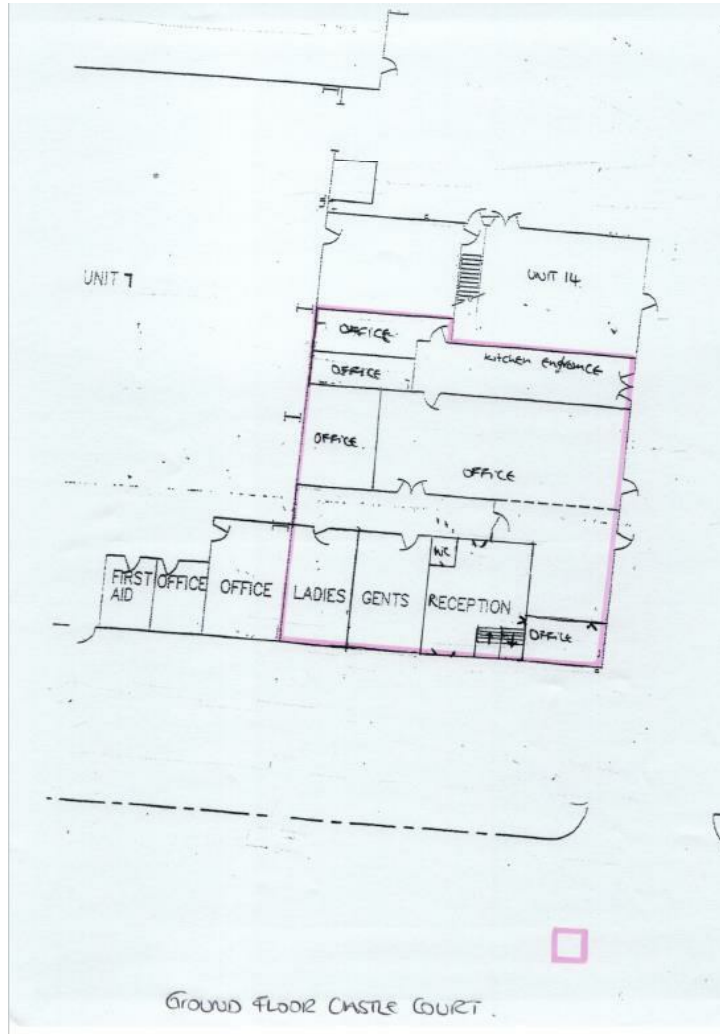 UNIT 7
UNIT 14
OFFICE
kitchen entrance
OFFICE
OFFICE
OFFICE
WC
FIRST AID
OFFICE
OFFICE
LADIES
GENTS
RECEPTION
OFFICE
GROUND FLOOR CASTLE COURT.